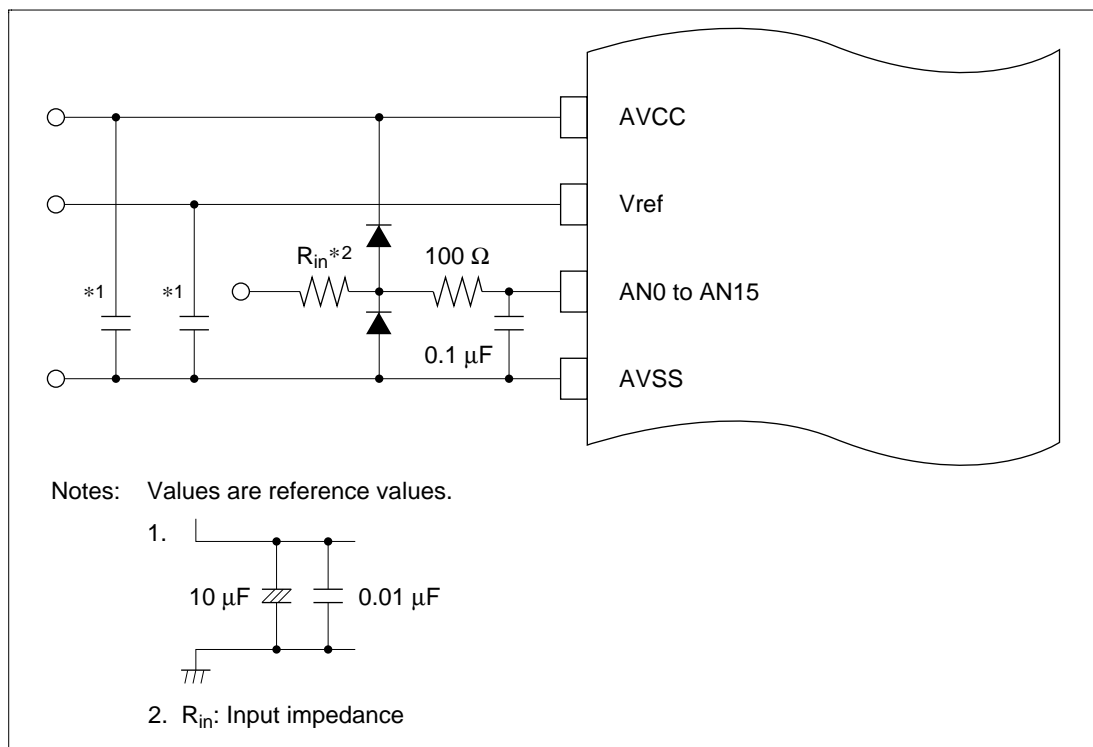 AVCC
Vref
Rin*2
100 Ω
*1
*1
AN0 to AN15
0.1 μF
AVSS
Notes: Values are reference values.
1.
10 μF
0.01 μF
2. Rin: Input impedance